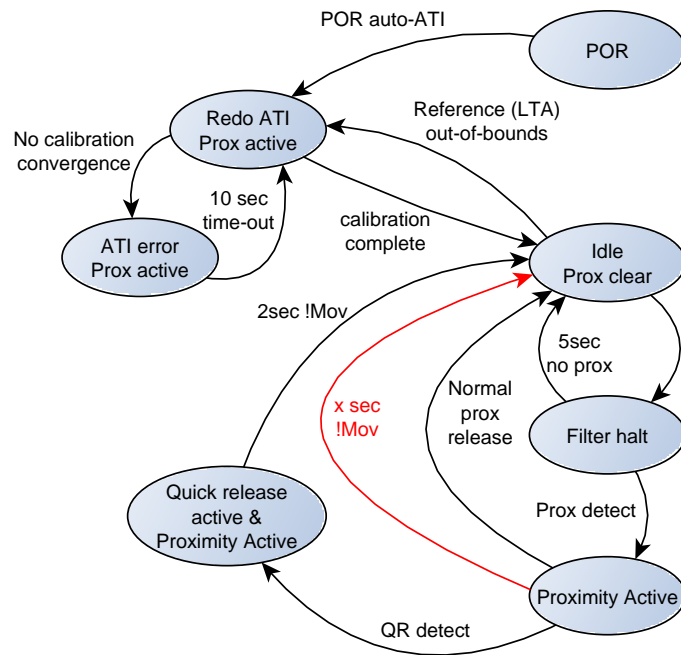 POR auto-ATI
POR
Redo ATI
Prox active
Reference (LTA)
out-of-bounds
No calibration
convergence
10 sec
time-out
calibration
complete
ATI error
Prox active
Idle
Prox clear
2sec !Mov
5sec
no prox
x sec
!Mov
Normal
prox
release
Filter halt
Quick release
active &
Proximity Active
Prox detect
Proximity Active
QR detect